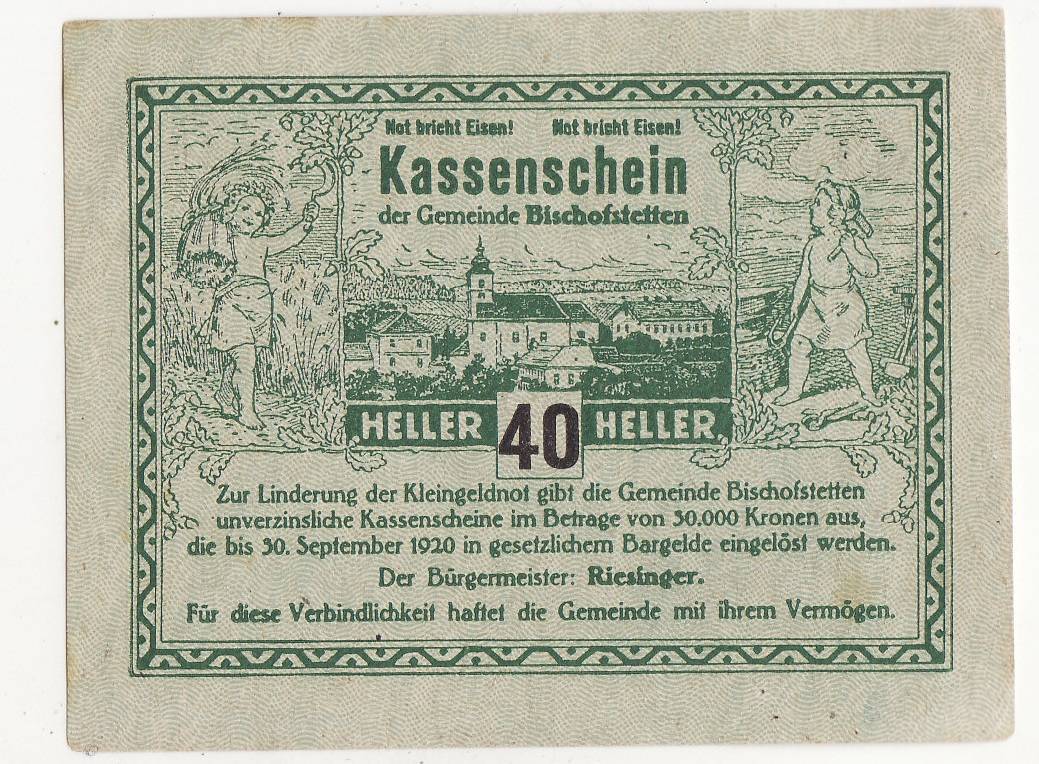 Not bricht Eisen! Not bricht Eisen!
Kassenschein
der Gemeinde Bischofstetten
HELLER 40 HELLER
Zur Linderung der Kleingeldnot gibt die Gemeinde Bischofstetten
unverzinsliche Kassenscheine im Betrage von 30.000 Kronen aus,
die bis 30. September 1920 in gesetzlichem Bargelde eingelöst werden.
Der Bürgermeister: Riesinger.
Für diese Verbindlichkeit haftet die Gemeinde mit ihrem Vermögen.